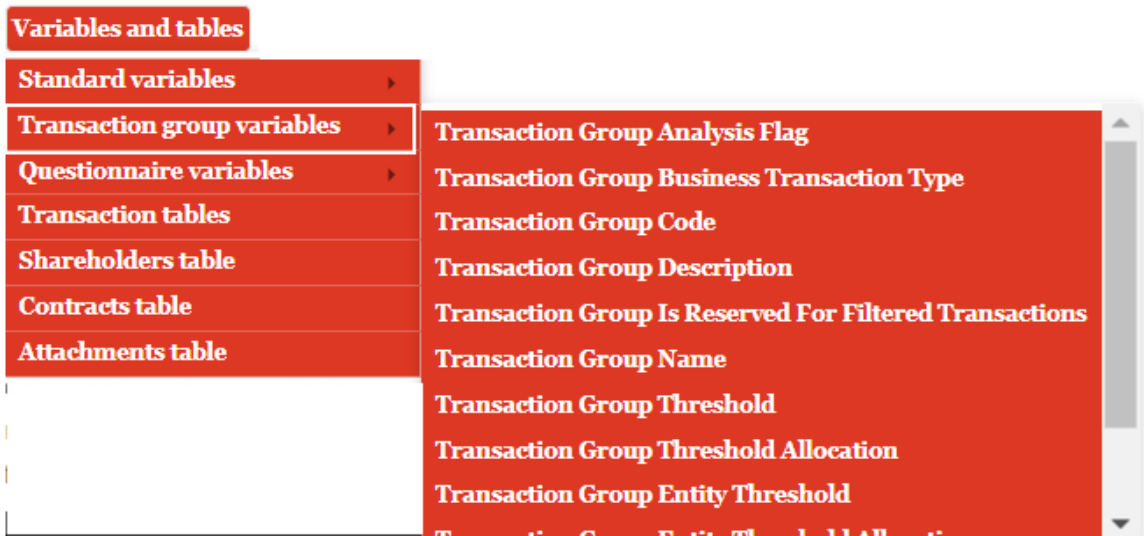 Variables and tables
Standard variables
Transaction group variables
Questionnaire variables
Transaction tables
Shareholders table
Contracts table
Attachments table
Transaction Group Analysis Flag
Transaction Group Business Transaction Type
Transaction Group Code
Transaction Group Description
Transaction Group Is Reserved For Filtered Transactions
Transaction Group Name
Transaction Group Threshold
Transaction Group Threshold Allocation
Transaction Group Entity Threshold